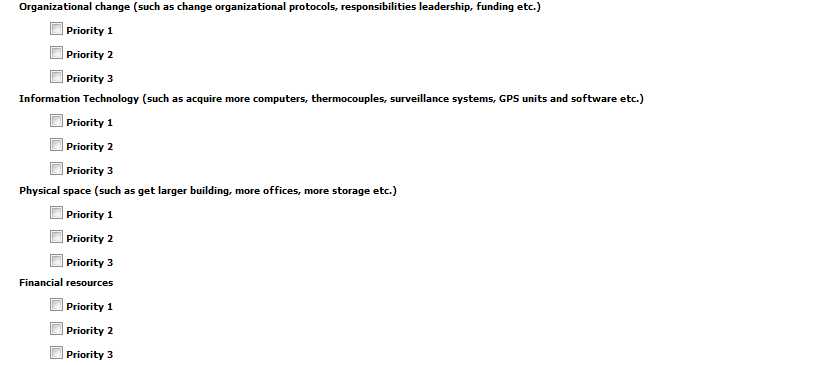 Organizational change (such as change organizational protocols, responsibilities leadership, funding etc.)
Priority 1
Priority 2
Priority 3
Information Technology (such as acquire more computers, thermocouples, surveillance systems, GPS units and software etc.)
Priority 1
Priority 2
Priority 3
Physical space (such as get larger building, more offices, more storage etc.)
Priority 1
Priority 2
Priority 3
Financial resources
Priority 1
Priority 2
Priority 3